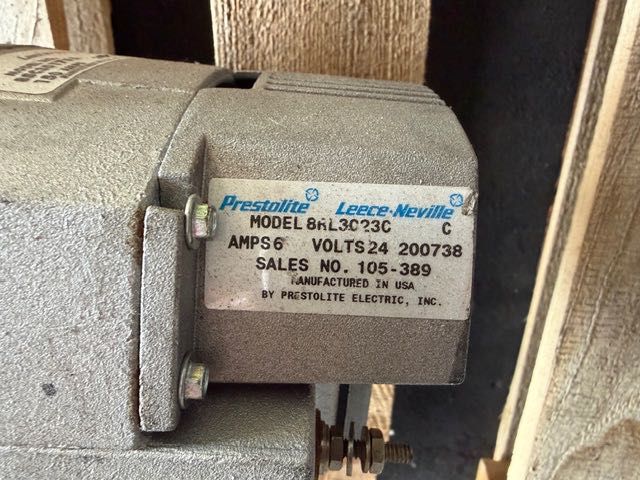 Prestolite Leece-Neville
MODEL 8RL3023C C
AMPS 6 VOLTS 24 200738
SALES NO. 105-389
MANUFACTURED IN USA
BY PRESTOLITE ELECTRIC, INC.